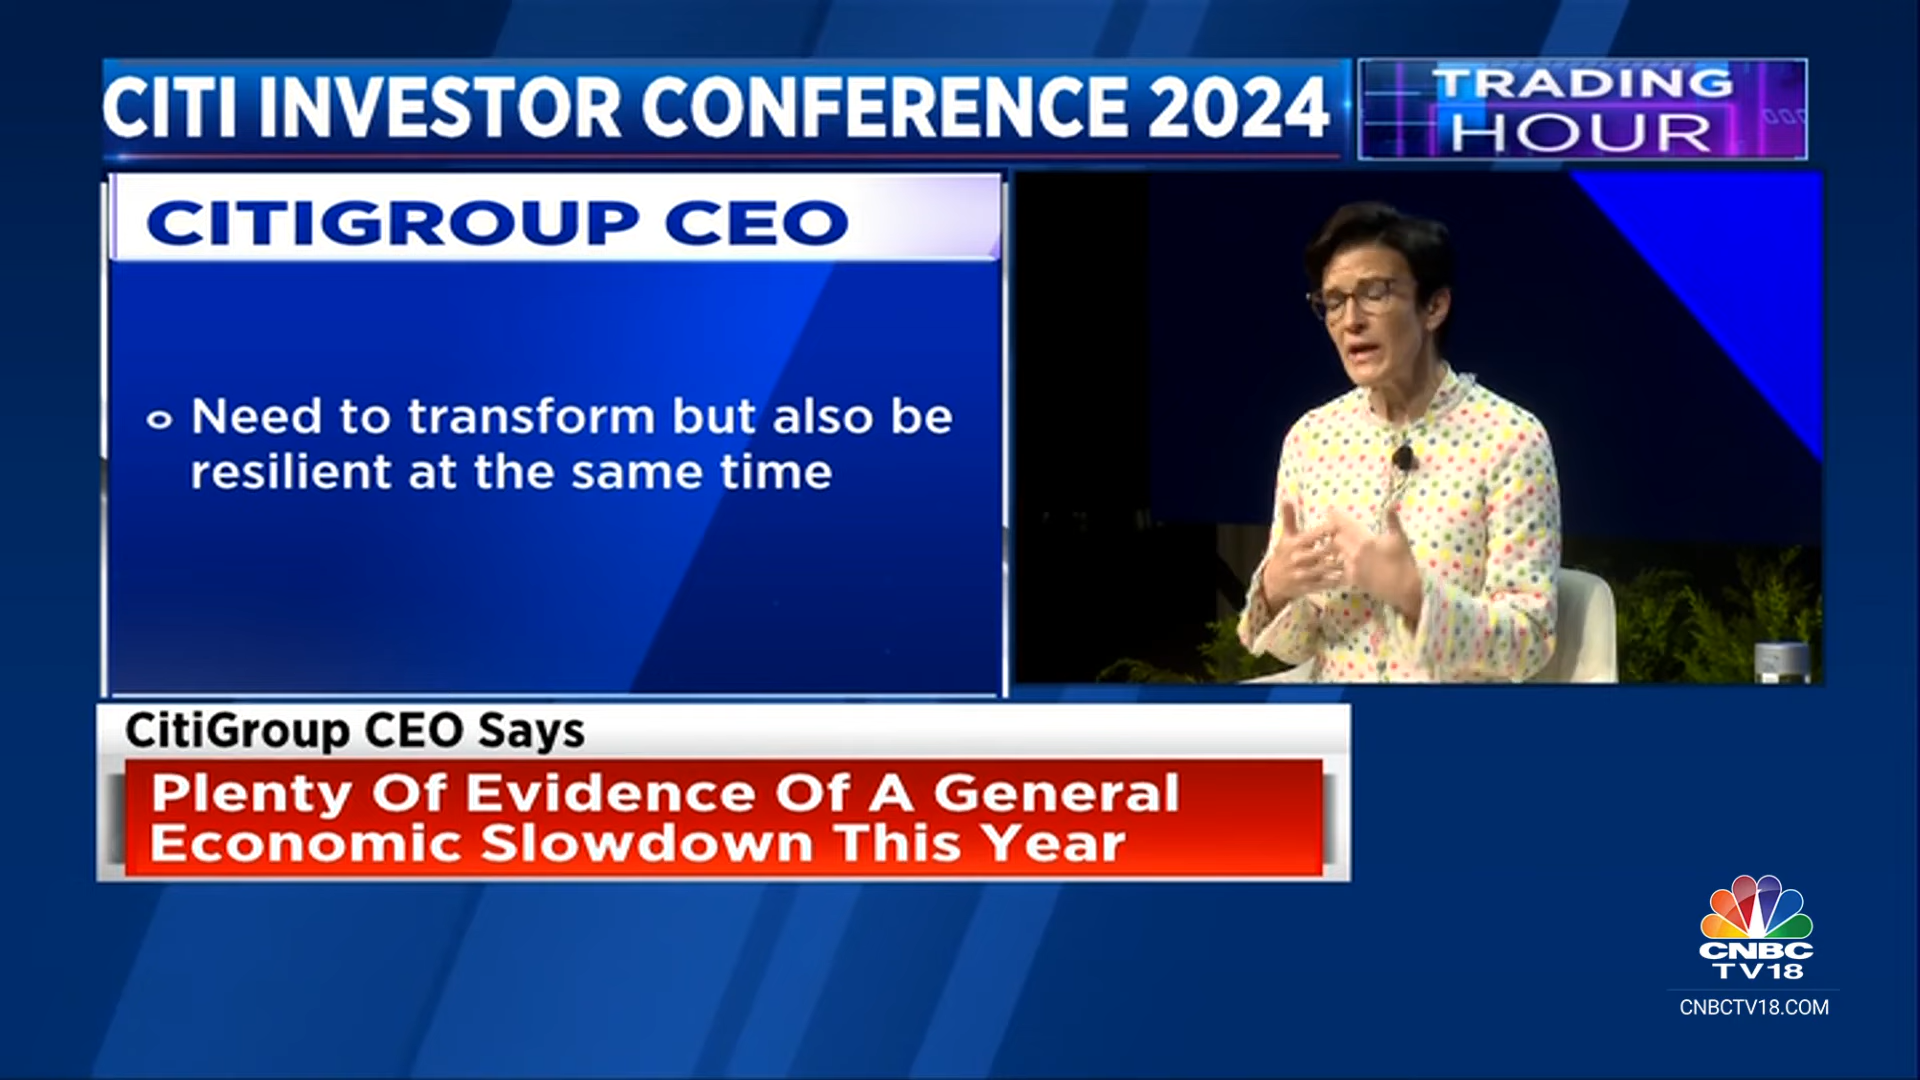 CITI INVESTOR CONFERENCE 2024
TRADING
HOUR
CITIGROUP CEO
Need to transform but also be
resilient at the same time
CitiGroup CEO Says
Plenty Of Evidence Of A General
Economic Slowdown This Year
CNBC
TV18
CNBCTV18.COM